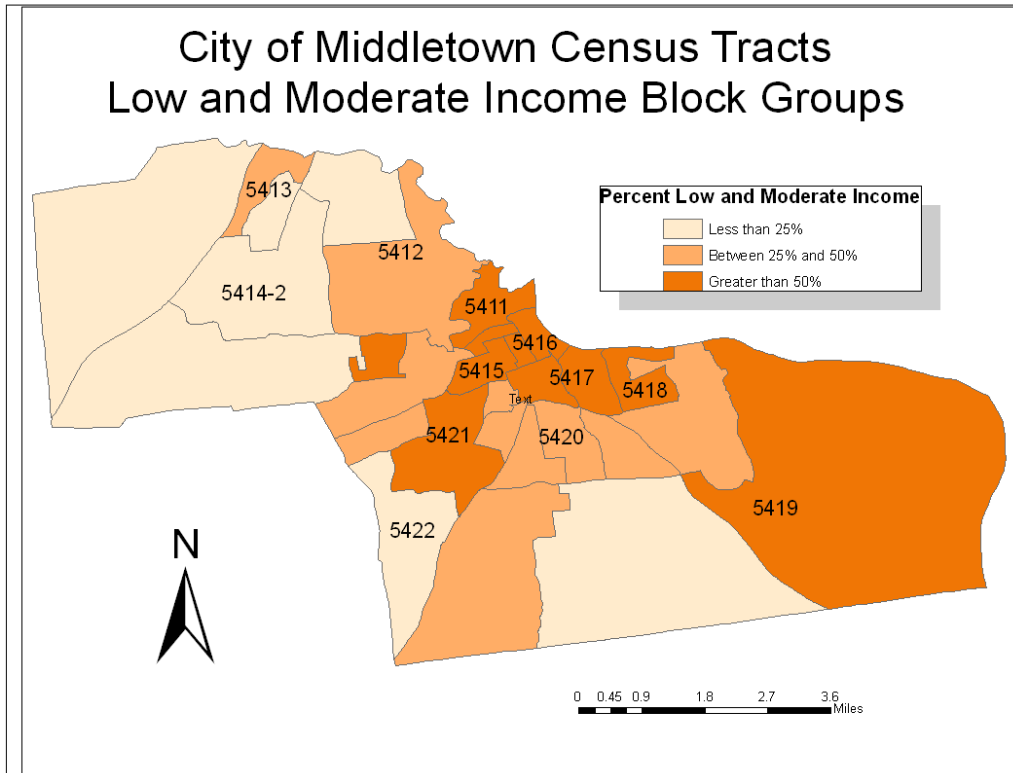 City of Middletown Census Tracts
Low and Moderate Income Block Groups
Percent Low and Moderate Income
Less than 25%
Between 25% and 50%
Greater than 50%
5413
5412
5414-2
5411
5416
5415
5417
5418
Text
5421
5420
5419
5422
N
0 0.45 0.9 1.8 2.7 3.6
Miles